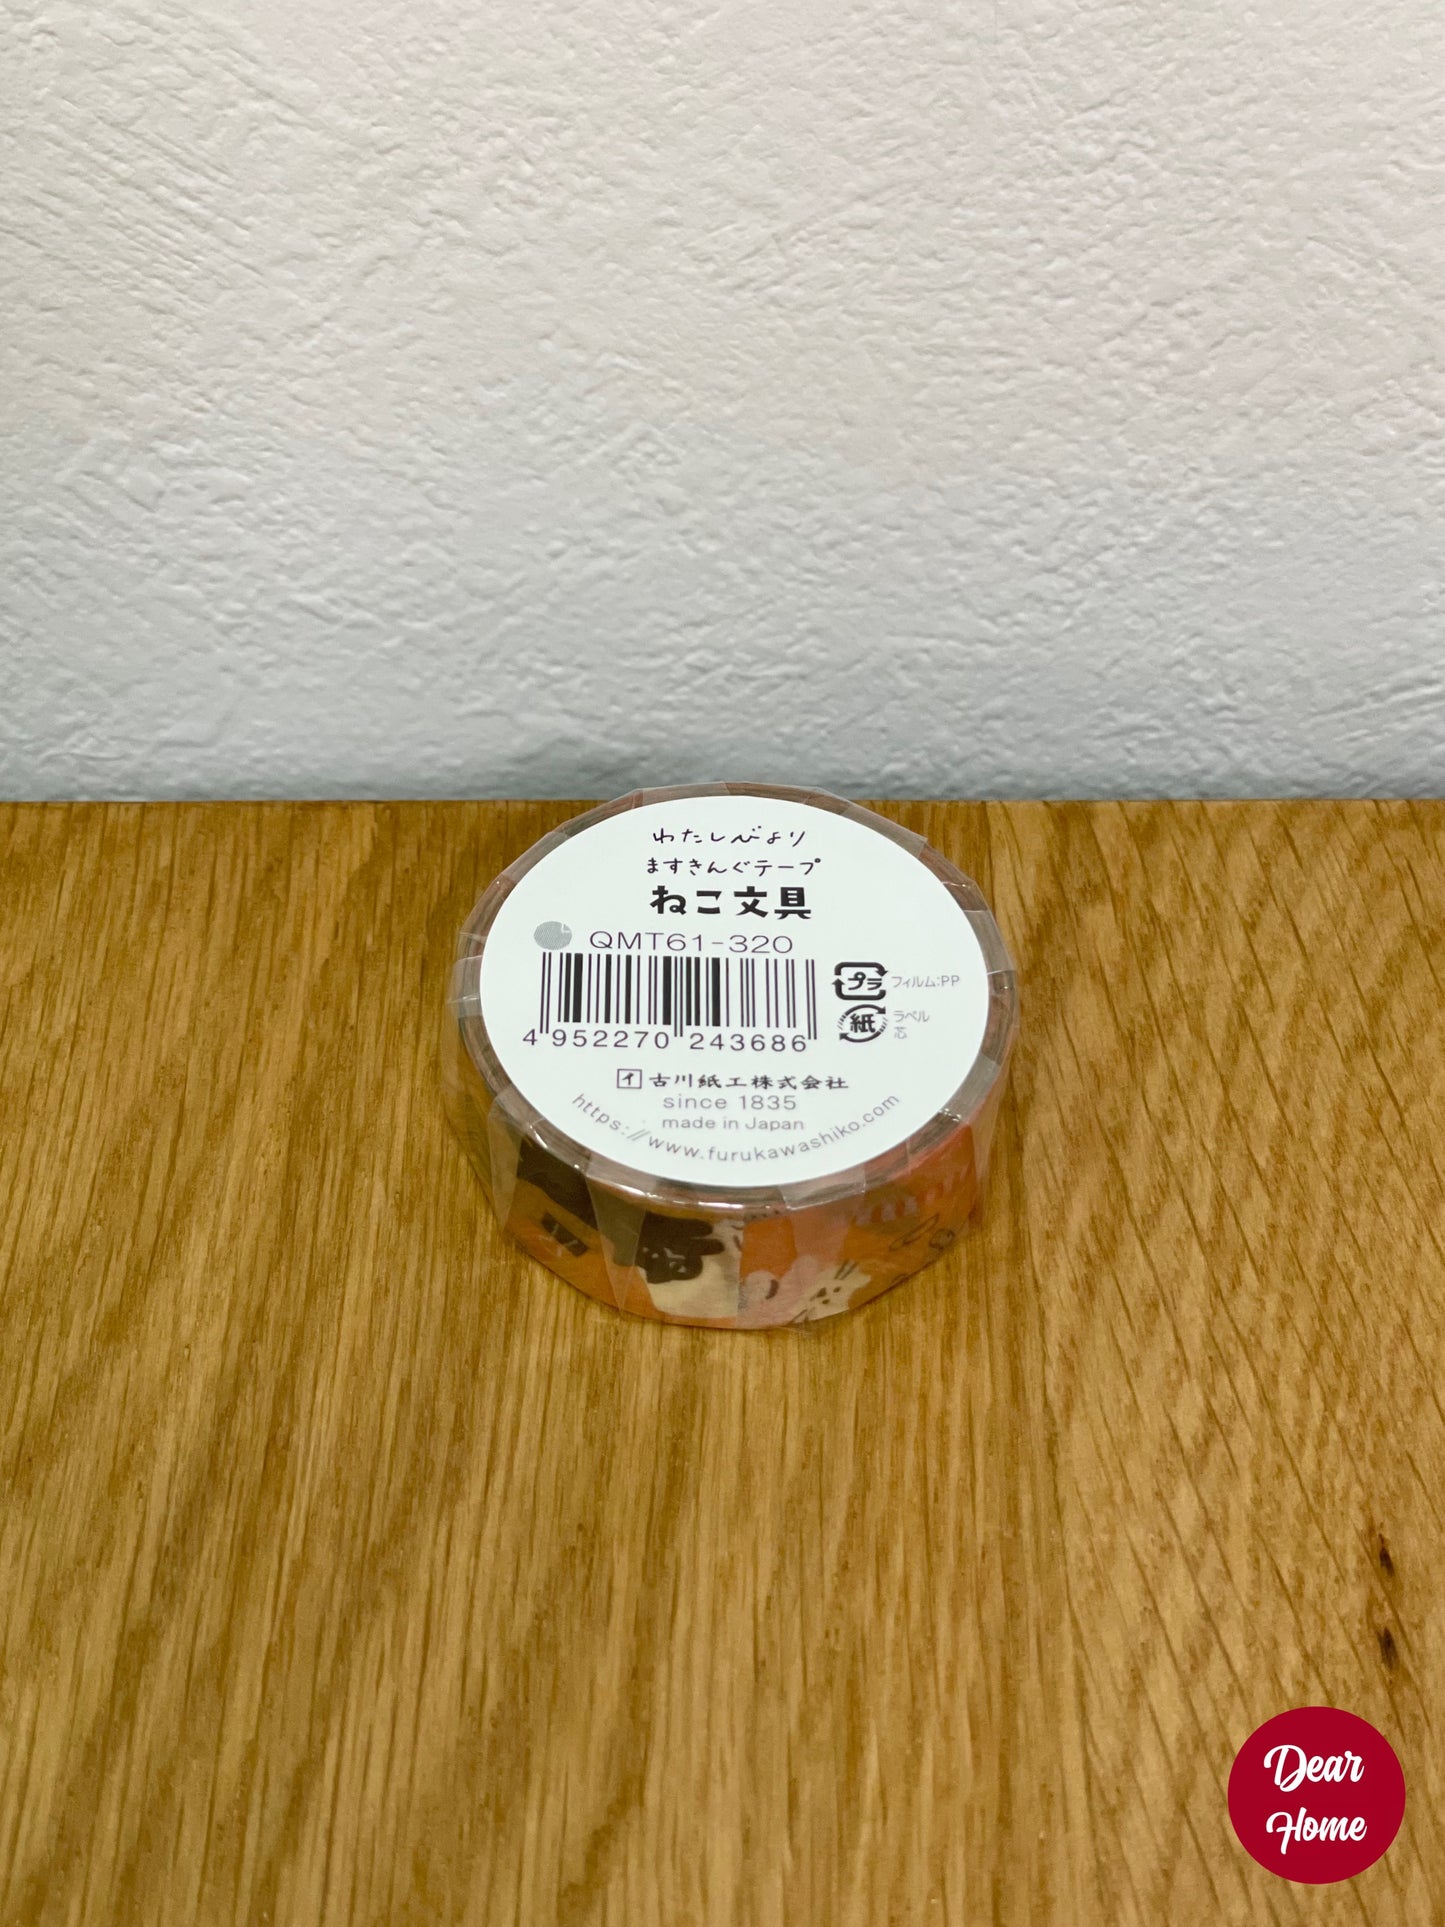 わたしびより
ますきんぐテープ
ねこ文具
QMT61-320
4 952270 243686
プラ
フィルム:PP
紙
ラベル
芯
イ 古川紙工株式会社
since 1835
made in Japan
https://www.furukawashiko.com
Dear
Home